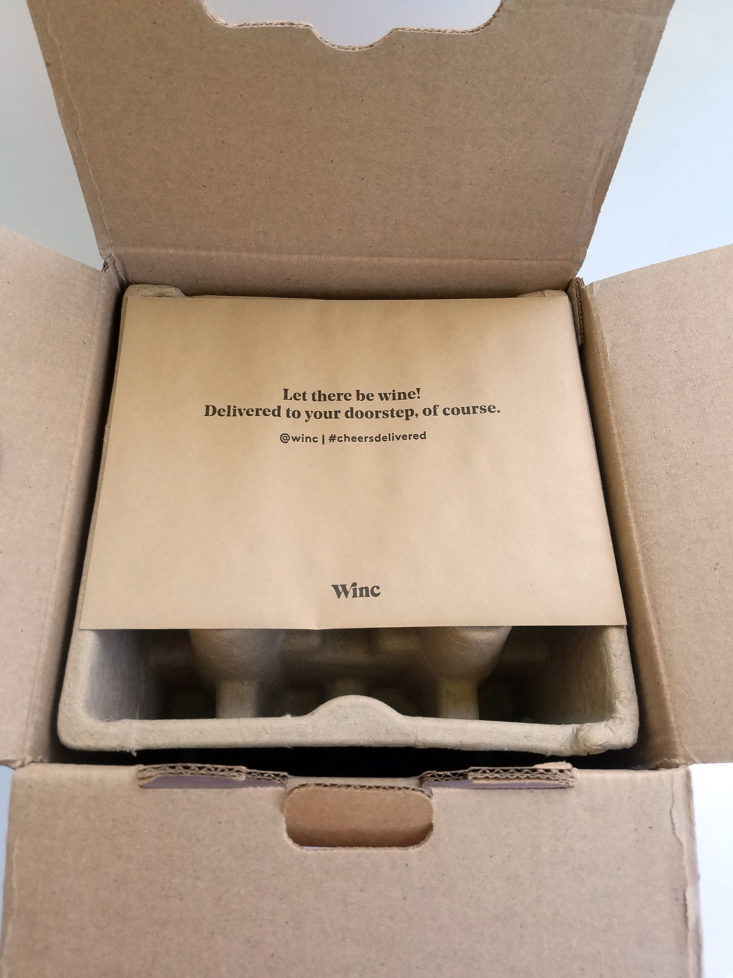 Let there be wine!
Delivered to your doorstep, of course.
@winc | #cheersdelivered
Winc